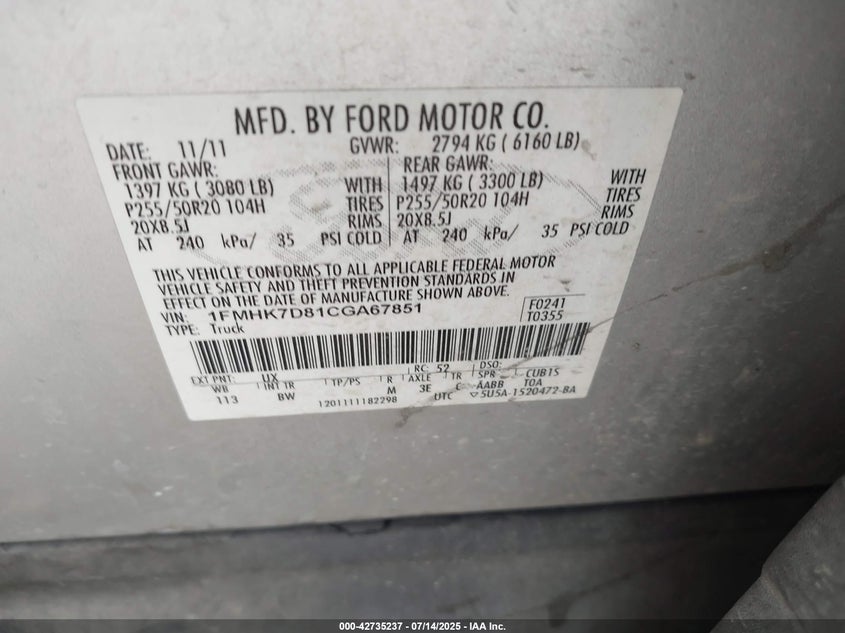 MFD. BY FORD MOTOR CO.
DATE: 11/11 GVWR: 2794 KG ( 6160 LB)
FRONT GAWR: REAR GAWR:
1397 KG ( 3080 LB) WITH 1497 KG ( 3300 LB) WITH
P255/50R20 104H TIRES P255/50R20 104H TIRES
20X8.5J RIMS 20X8.5J RIMS
AT 240 kPa/ 35 PSI COLD AT 240 kPa/ 35 PSI COLD
THIS VEHICLE CONFORMS TO ALL APPLICABLE FEDERAL MOTOR
VEHICLE SAFETY AND THEFT PREVENTION STANDARDS IN
EFFECT ON THE DATE OF MANUFACTURE SHOWN ABOVE.
VIN: 1FMHK7D81CGA67851 F0241
TYPE: Truck T0355
EXT PNT: UX RC: 52 DSO:
WB INT TR TP/PS R AXLE TR SPR CUB1S
113 BW M 3E C AABB TOA
1201111182298 UTC ▽5U5A-1520472-BA
000-42735237 - 07/14/2025 - IAA Inc.